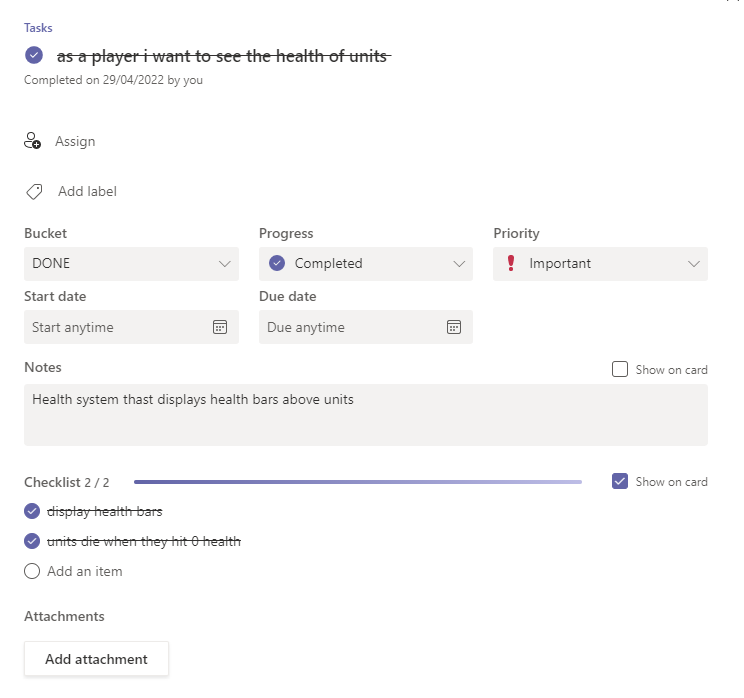 Tasks
as a player i want to see the health of units
Completed on 29/04/2022 by you
Assign
Add label
Bucket Progress Priority
DONE Completed Important
Start date Due date
Start anytime Due anytime
Notes Show on card
Health system thast displays health bars above units
Checklist 2 / 2 Show on card
display health bars
units die when they hit 0 health
Add an item
Attachments
Add attachment